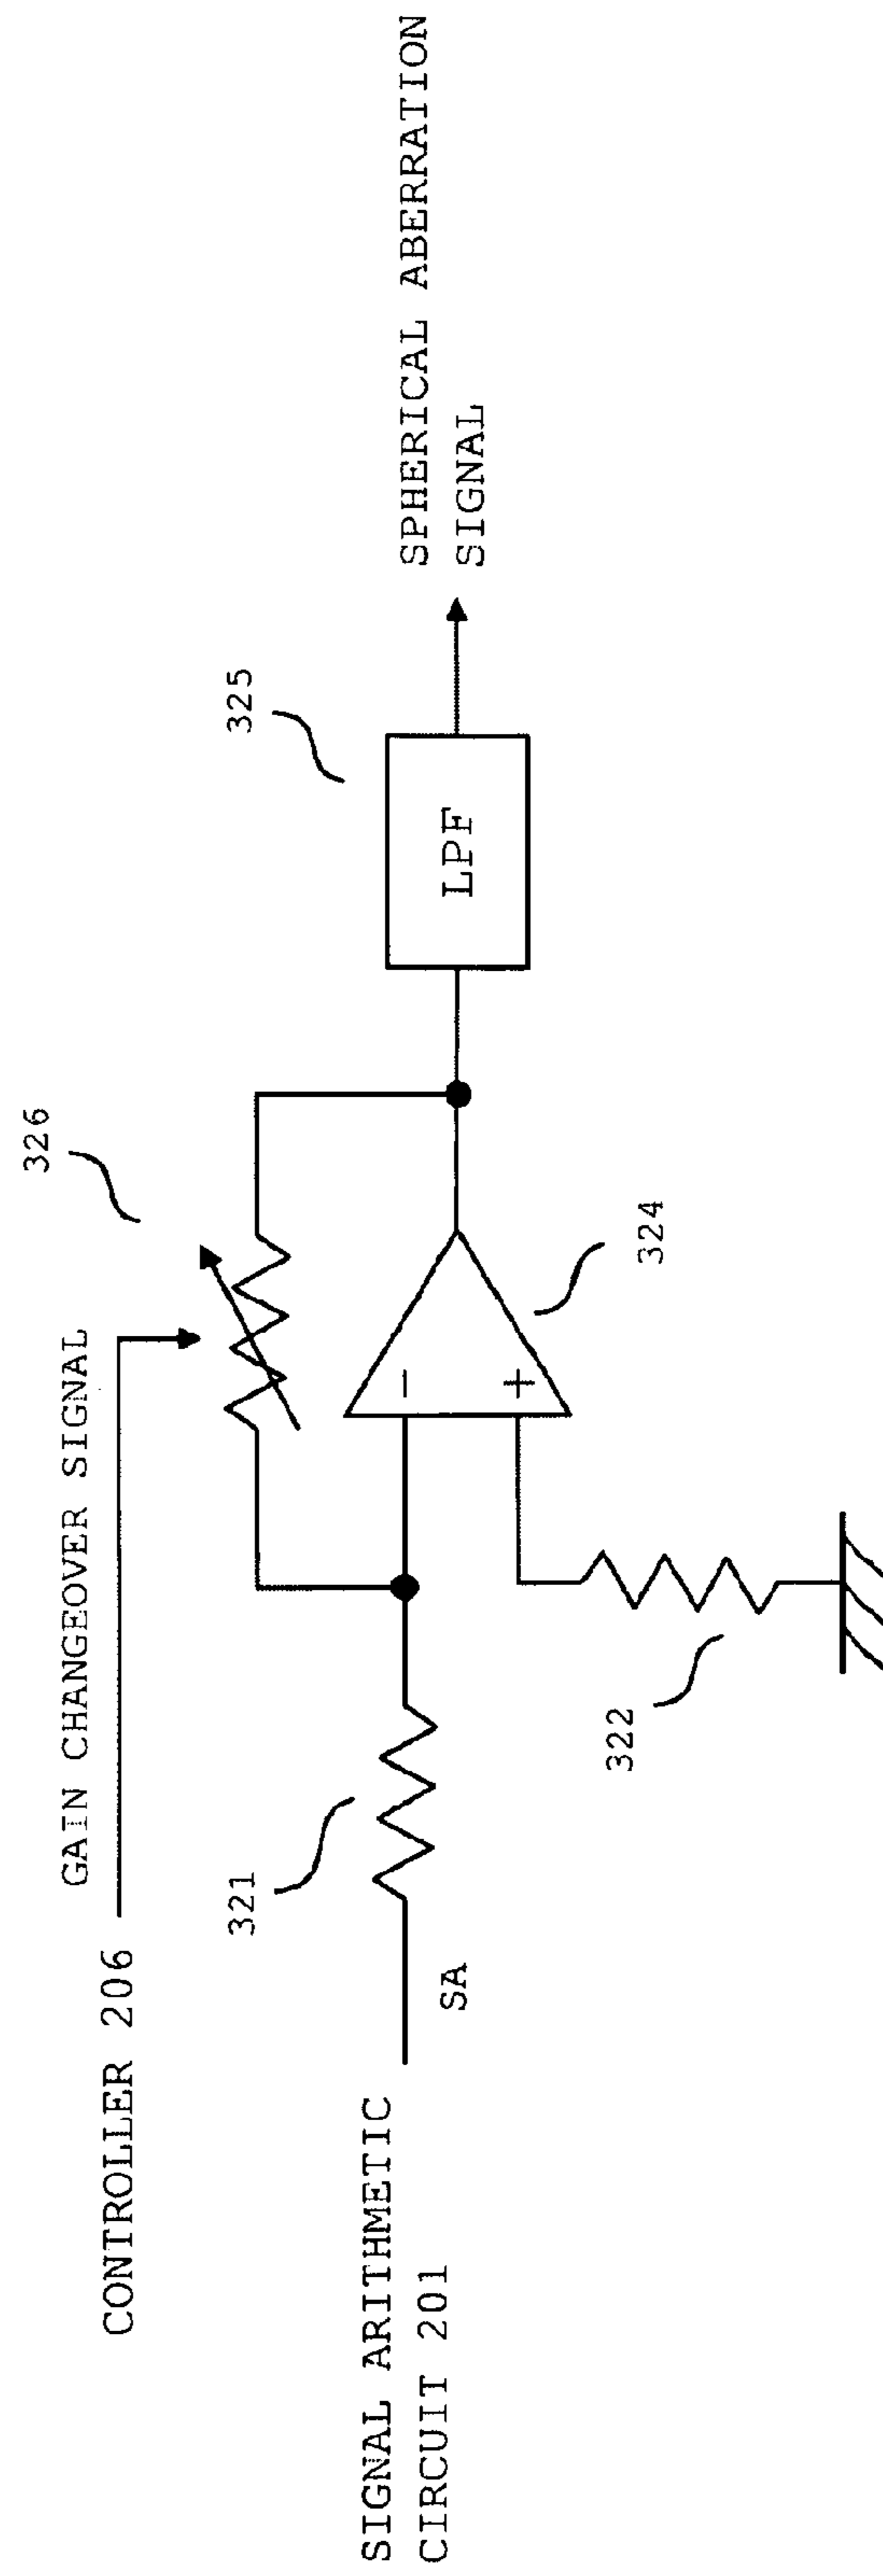 326
CONTROLLER 206
GAIN CHANGEOVER SIGNAL
321
325
SIGNAL ARITHMETIC
CIRCUIT 201
SA
−
+
LPF
SPHERICAL ABERRATION
SIGNAL
322
324